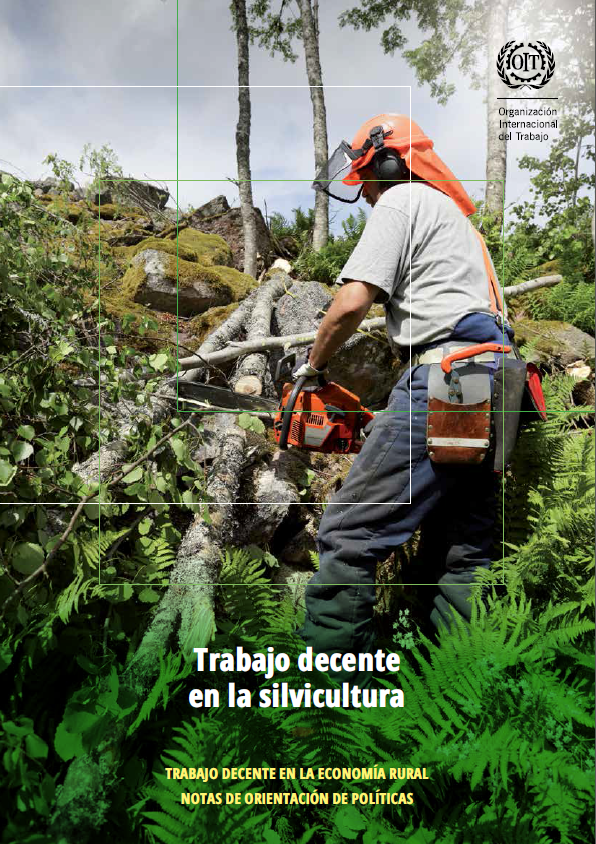 OIT
Organización
Internacional
del Trabajo
Trabajo decente
en la silvicultura
TRABAJO DECENTE EN LA ECONOMÍA RURAL
NOTAS DE ORIENTACIÓN DE POLÍTICAS